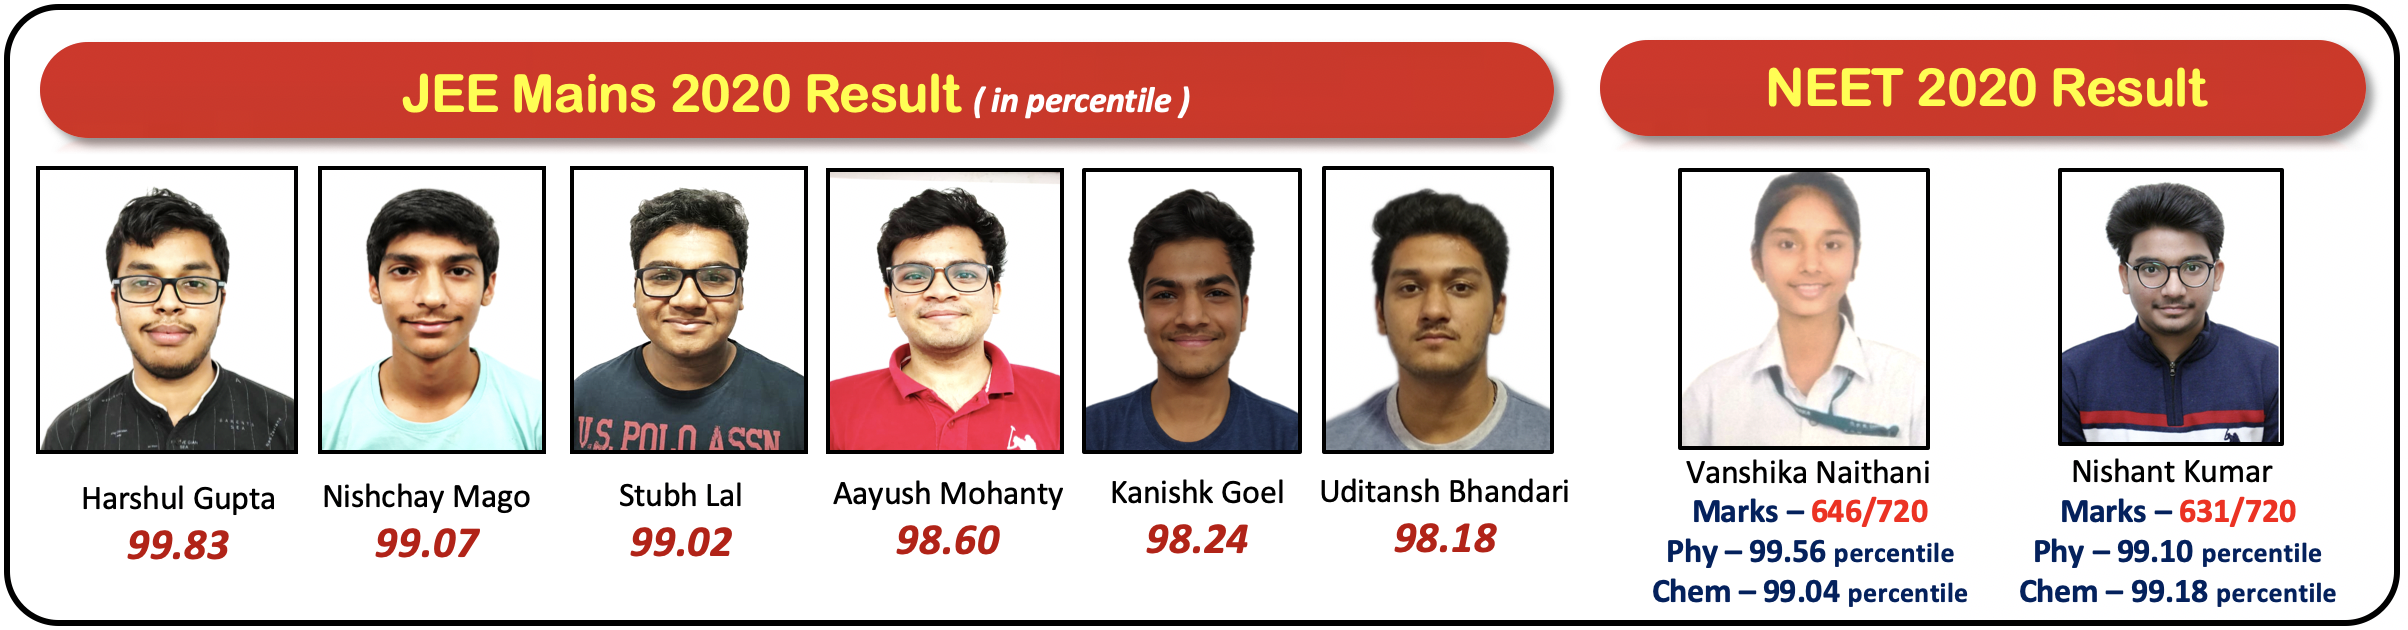 JEE Mains 2020 Result ( in percentile )
Harshul Gupta
99.83
Nishchay Mago
99.07
U.S. POLO ASSN
Stubh Lal
99.02
Aayush Mohanty
98.60
Kanishk Goel
98.24
Uditansh Bhandari
98.18
NEET 2020 Result
Vanshika Naithani
Marks – 646/720
Phy – 99.56 percentile
Chem – 99.04 percentile
Nishant Kumar
Marks – 631/720
Phy – 99.10 percentile
Chem – 99.18 percentile